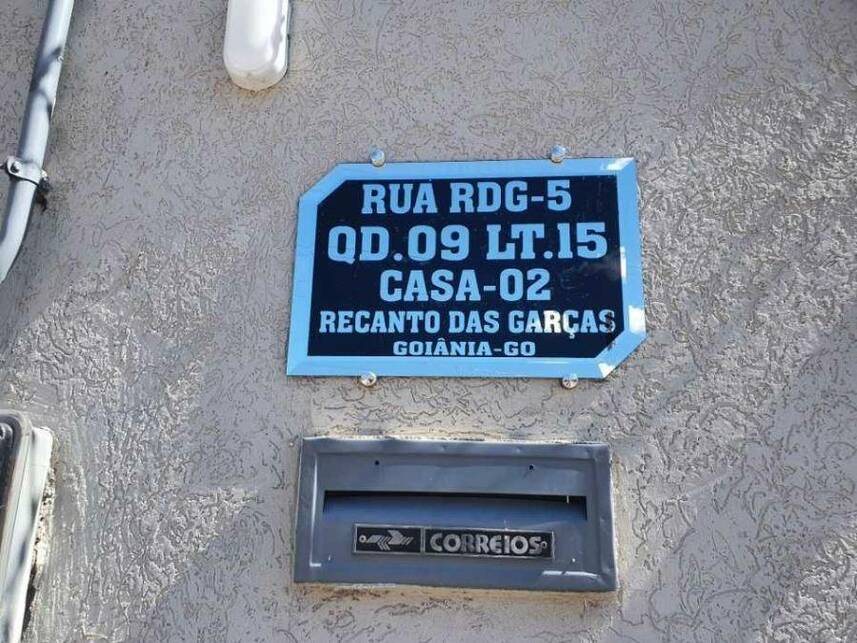 RUA RDG-5
QD.09 LT.15
CASA-02
RECANTO DAS GARÇAS
GOIÂNIA-GO
CORREIOS